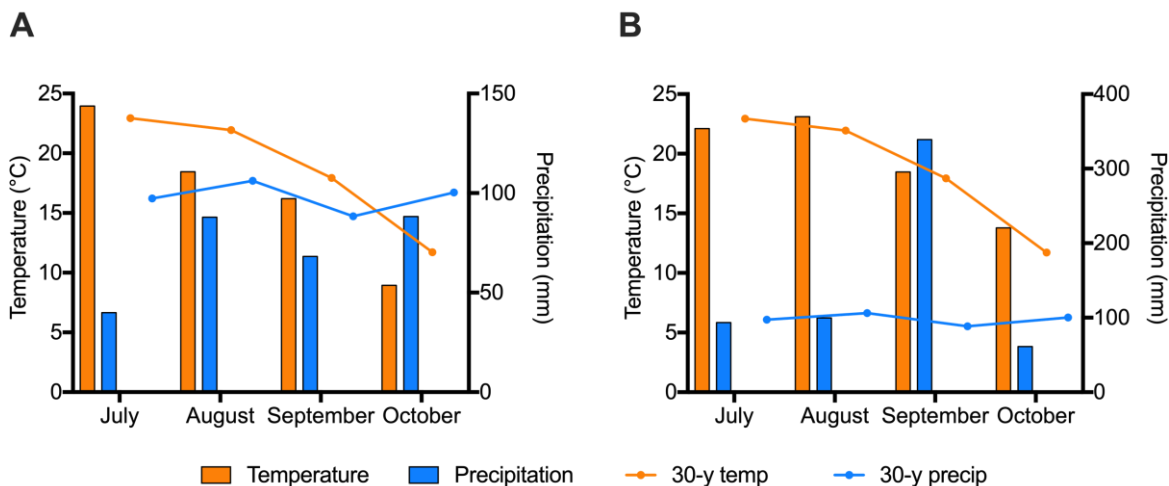 A
Temperature (°C)
25
20
15
10
5
0
150
100
50
0
Precipitation (mm)
July August September October
B
Temperature (°C)
25
20
15
10
5
0
400
300
200
100
0
Precipitation (mm)
July August September October
Temperature Precipitation 30-y temp 30-y precip